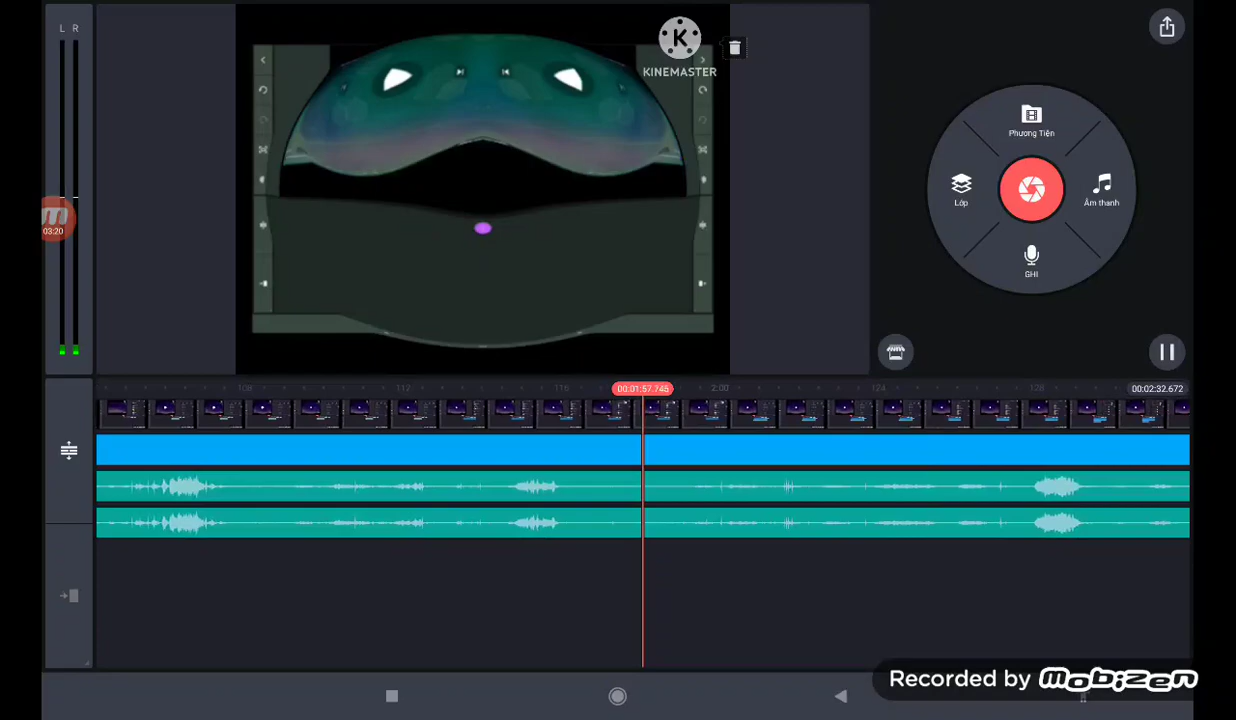 L R
K
KINEMASTER
Phương Tiện
Lớp
Âm thanh
GHI
03:20
108
112
116
00:01:57.745
2:00
124
128
00:02:32.672
Recorded by mobizen